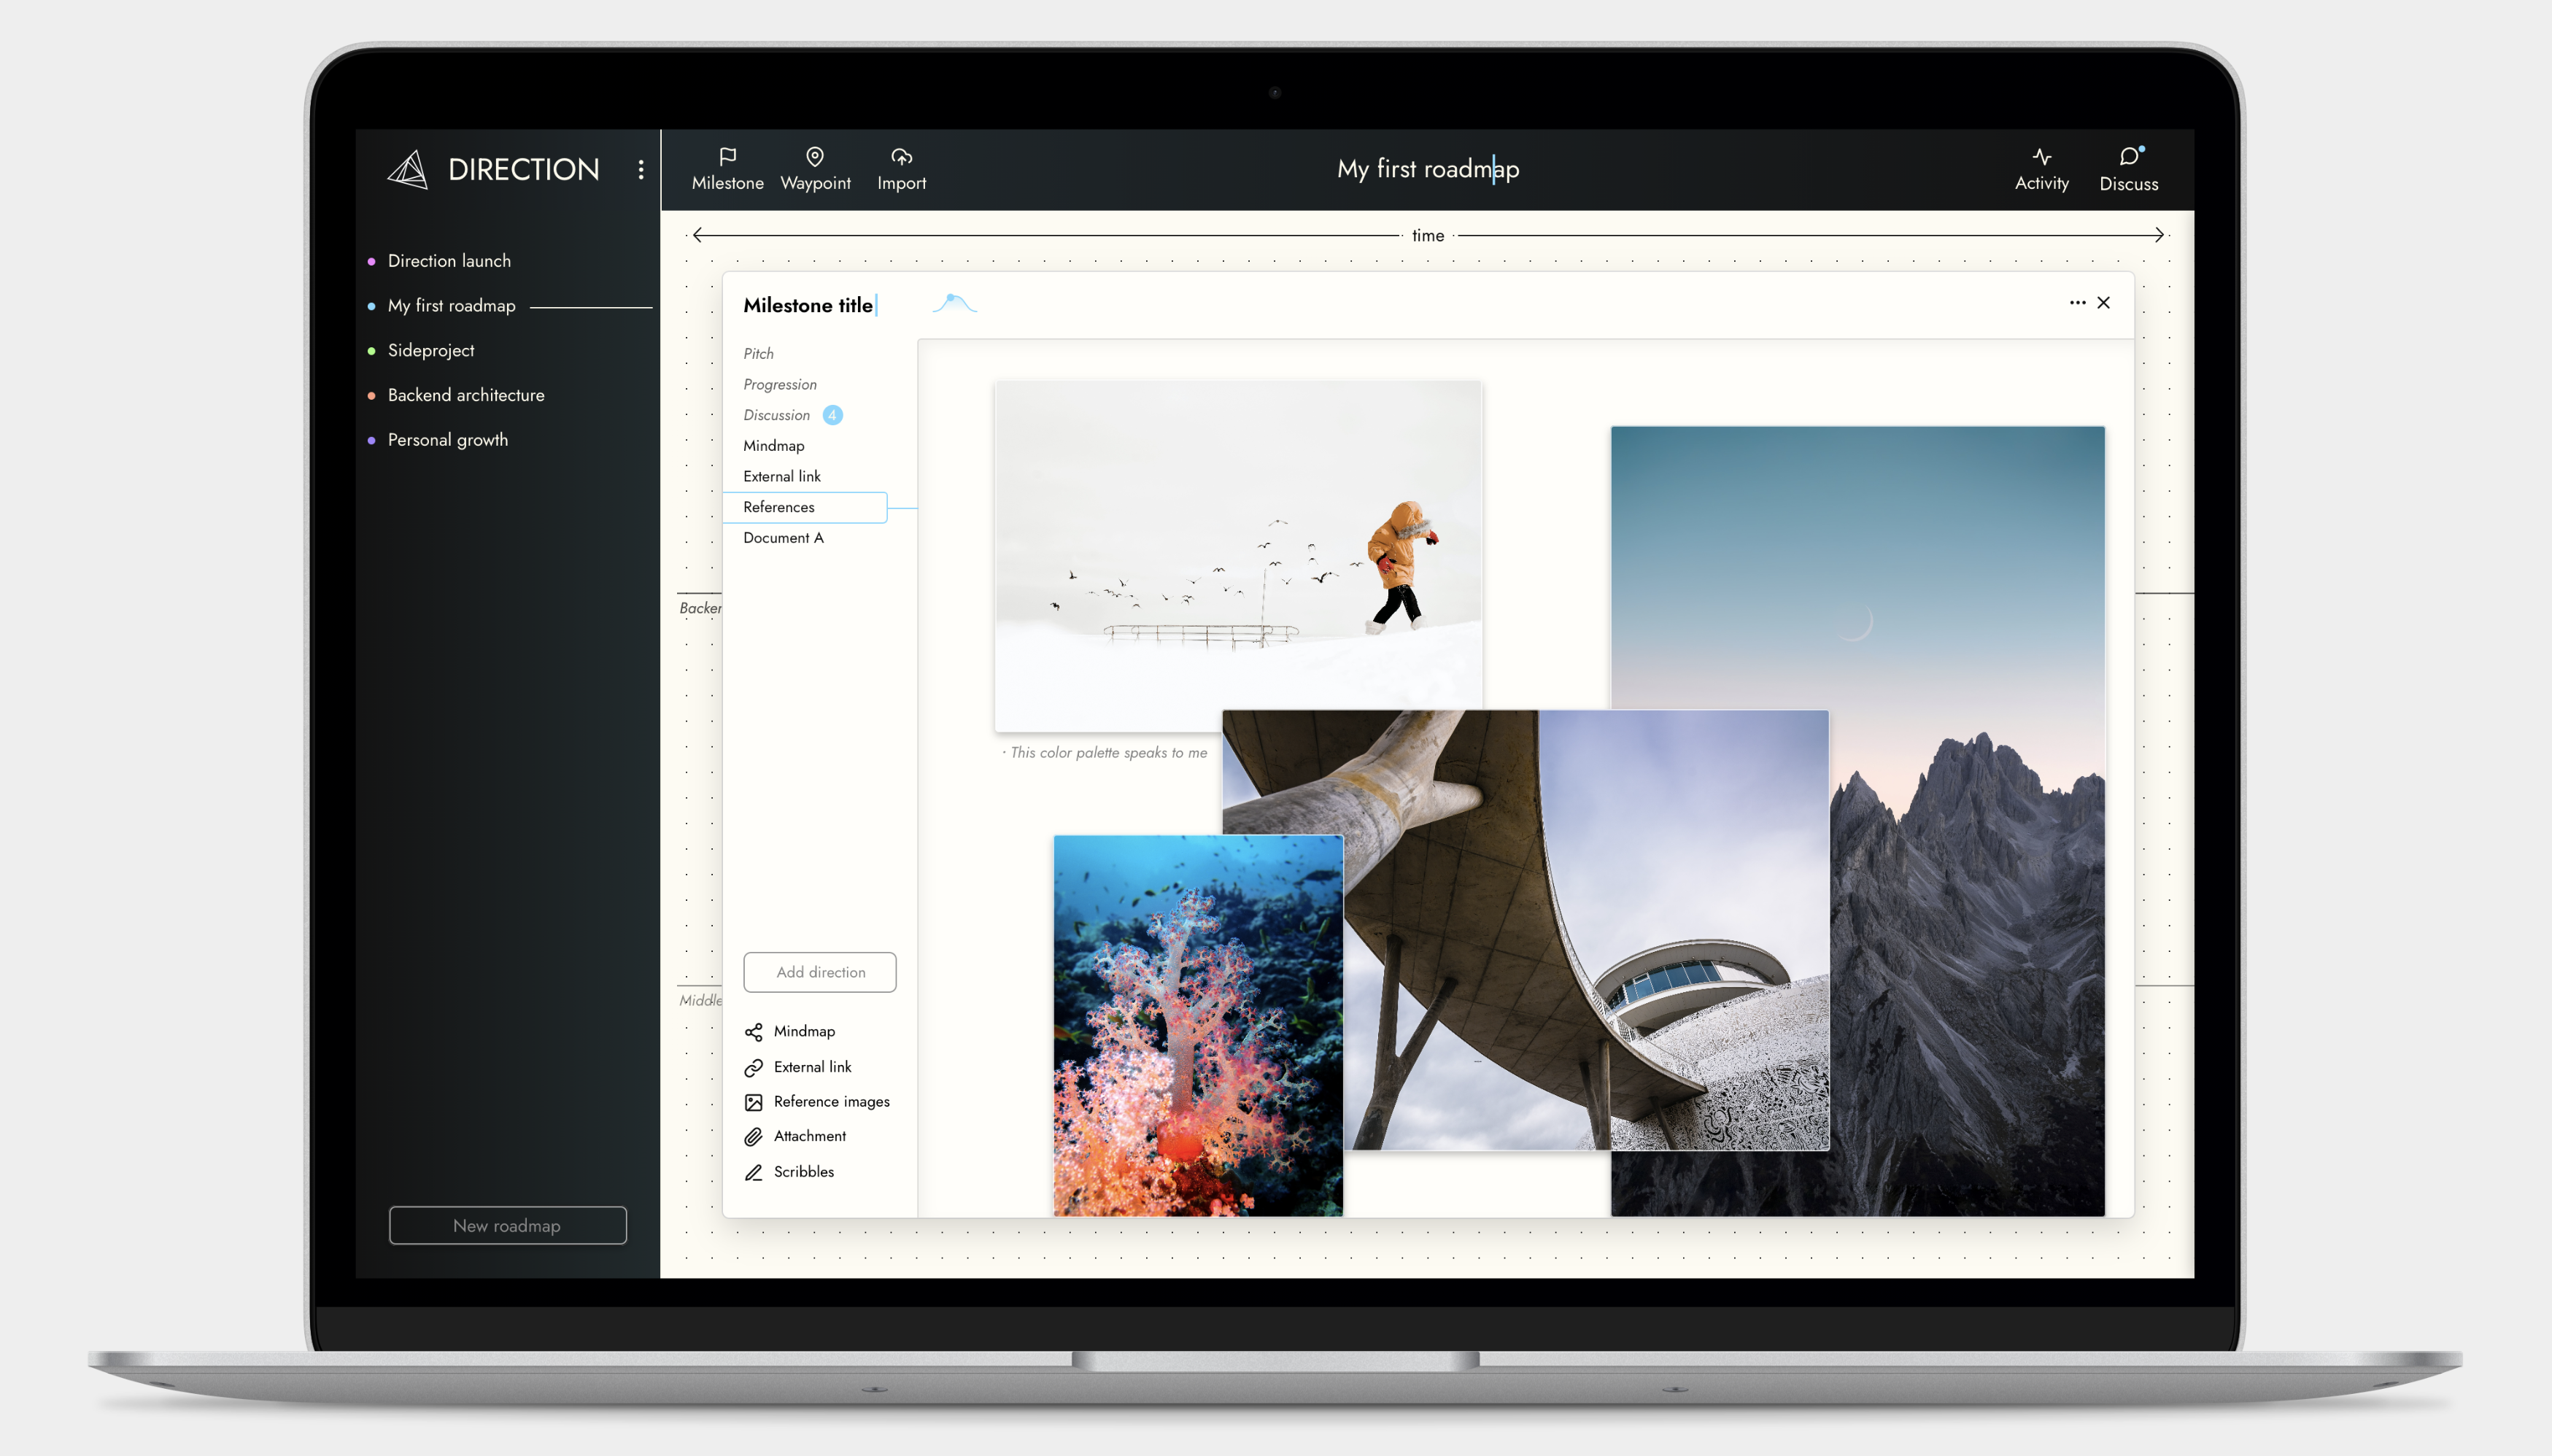 DIRECTION
Milestone
Waypoint
Import
My first roadmap
Activity
Discuss
Direction launch
My first roadmap
Sideproject
Backend architecture
Personal growth
New roadmap
time
Milestone title
Pitch
Progression
Discussion 4
Mindmap
External link
References
Document A
Backen
Middle
Add direction
Mindmap
External link
Reference images
Attachment
Scribbles
· This color palette speaks to me